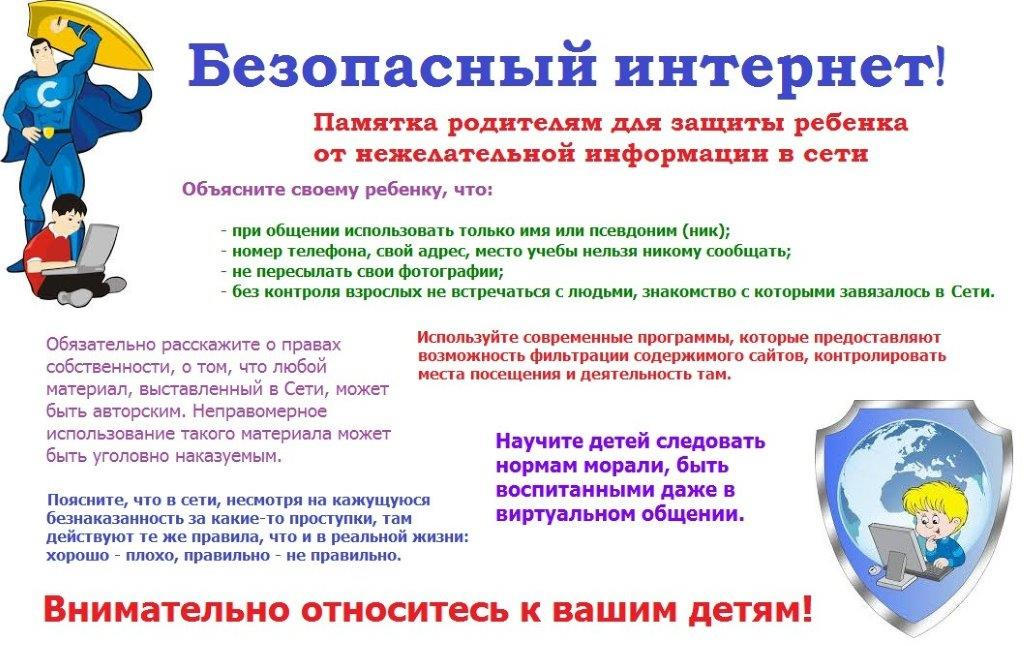 Безопасный интернет!
Памятка родителям для защиты ребенка
от нежелательной информации в сети
Объясните своему ребенку, что:
- при общении использовать только имя или псевдоним (ник);
- номер телефона, свой адрес, место учебы нельзя никому сообщать;
- не пересылать свои фотографии;
- без контроля взрослых не встречаться с людьми, знакомство с которыми завязалось в Сети.
Обязательно расскажите о правах
собственности, о том, что любой
материал, выставленный в Сети, может
быть авторским. Неправомерное
использование такого материала может
быть уголовно наказуемым.
Используйте современные программы, которые предоставляют
возможность фильтрации содержимого сайтов, контролировать
места посещения и деятельность там.
Научите детей следовать
нормам морали, быть
воспитанными даже в
виртуальном общении.
Поясните, что в сети, несмотря на кажущуюся
безнаказанность за какие-то проступки, там
действуют те же правила, что и в реальной жизни:
хорошо - плохо, правильно - не правильно.
Внимательно относитесь к вашим детям!
С